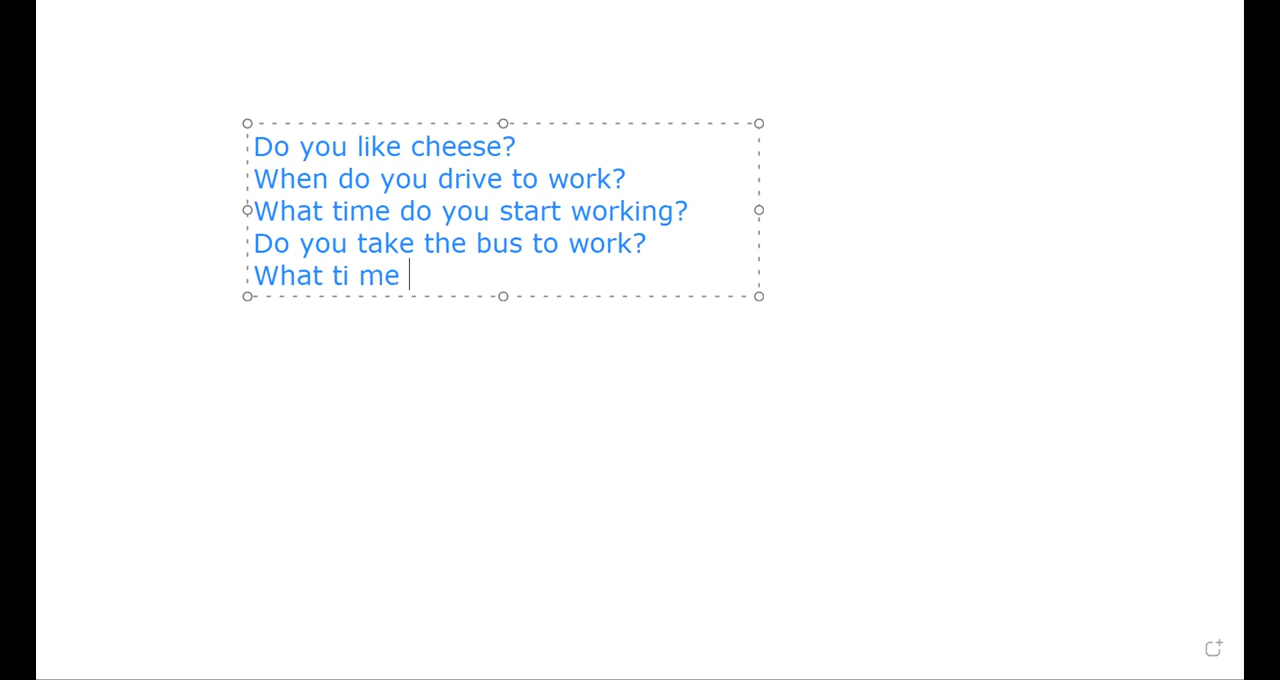 Do you like cheese?
When do you drive to work?
What time do you start working?
Do you take the bus to work?
What ti me